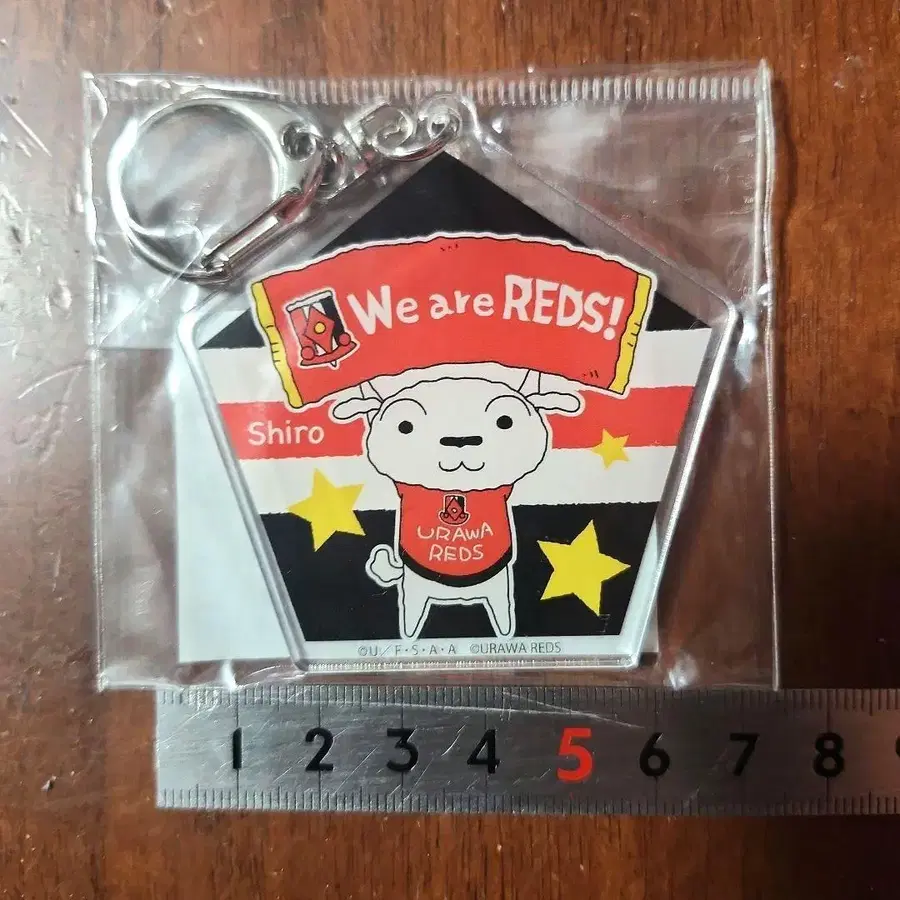 We are REDS!
Shiro
URAWA
REDS
©U／F・S・A・A ©URAWA REDS
1 2 3 4 5 6 7 8